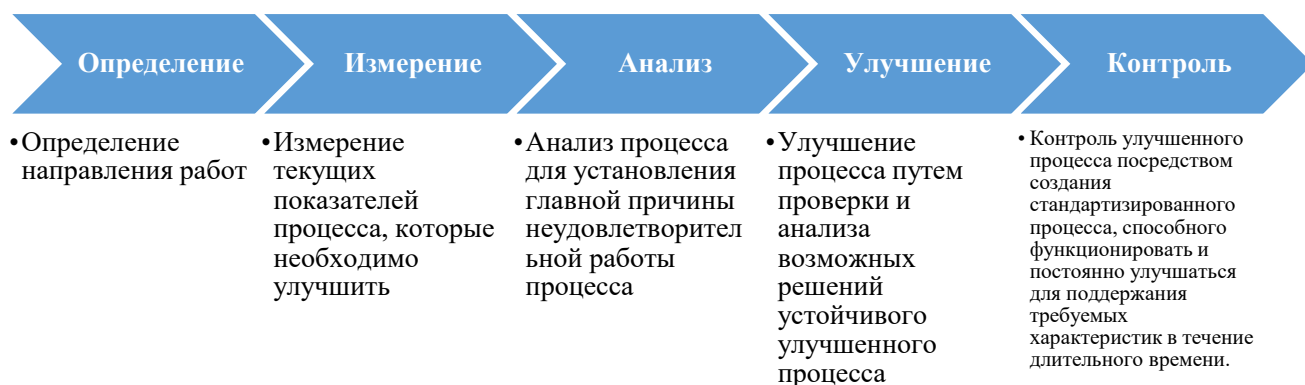 Определение
Измерение
Анализ
Улучшение
Контроль
•Определение
направления работ
•Измерение
текущих
показателей
процесса, которые
необходимо
улучшить
•Анализ процесса
для установления
главной причины
неудовлетворител
ьной работы
процесса
•Улучшение
процесса путем
проверки и
анализа
возможных
решений
устойчивого
улучшенного
процесса
• Контроль улучшенного
процесса посредством
создания
стандартизированного
процесса, способного
функционировать и
постоянно улучшаться
для поддержания
требуемых
характеристик в течение
длительного времени.